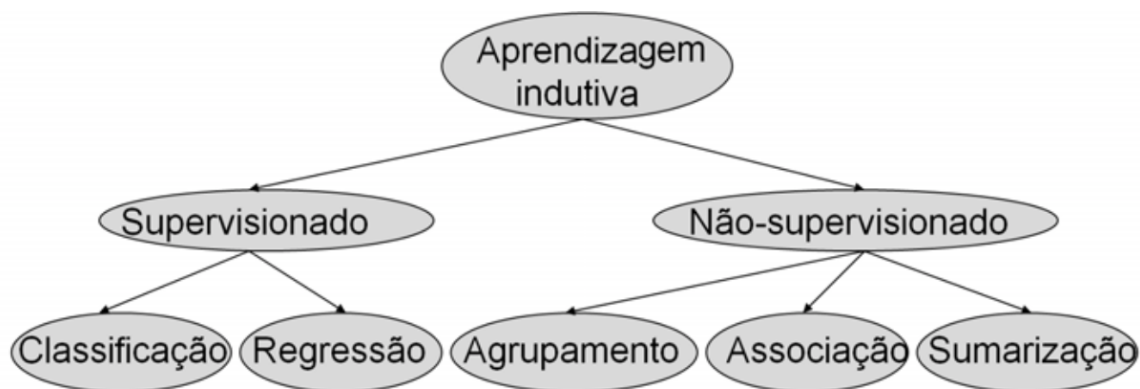 Aprendizagem
indutiva
Supervisionado
Não-supervisionado
Classificação
Regressão
Agrupamento
Associação
Sumarização